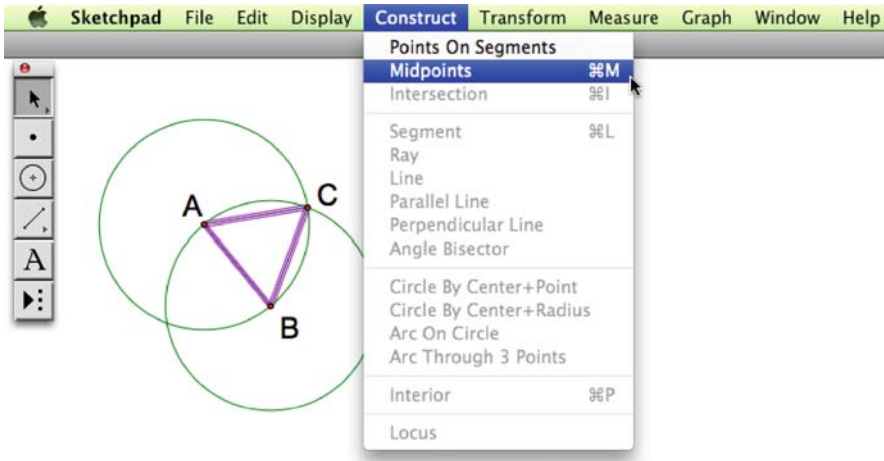 Sketchpad File Edit Display Construct Transform Measure Graph Window Help
Points On Segments
Midpoints ⌘M
Intersection ⌘I
Segment ⌘L
Ray
Line
Parallel Line
Perpendicular Line
Angle Bisector
Circle By Center+Point
Circle By Center+Radius
Arc On Circle
Arc Through 3 Points
Interior ⌘P
Locus
A
A
C
B